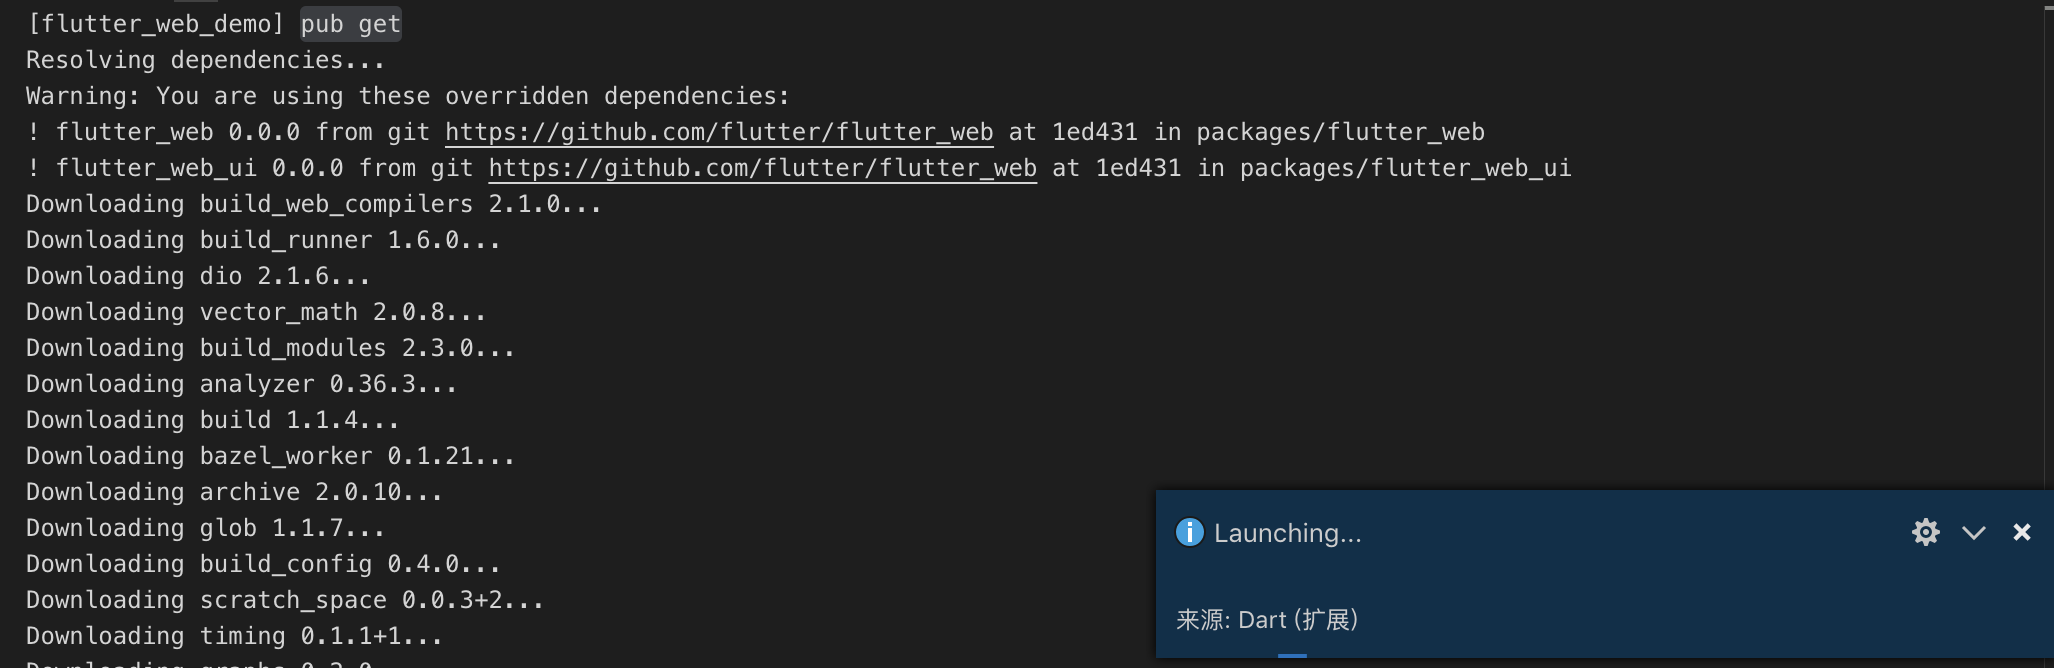 [flutter_web_demo] pub get
Resolving dependencies...
Warning: You are using these overridden dependencies:
! flutter_web 0.0.0 from git https://github.com/flutter/flutter_web at 1ed431 in packages/flutter_web
! flutter_web_ui 0.0.0 from git https://github.com/flutter/flutter_web at 1ed431 in packages/flutter_web_ui
Downloading build_web_compilers 2.1.0...
Downloading build_runner 1.6.0...
Downloading dio 2.1.6...
Downloading vector_math 2.0.8...
Downloading build_modules 2.3.0...
Downloading analyzer 0.36.3...
Downloading build 1.1.4...
Downloading bazel_worker 0.1.21...
Downloading archive 2.0.10...
Downloading glob 1.1.7...
Downloading build_config 0.4.0...
Downloading scratch_space 0.0.3+2...
Downloading timing 0.1.1+1...
Downloading graphs 0.2.0
Launching...
来源: Dart (扩展)